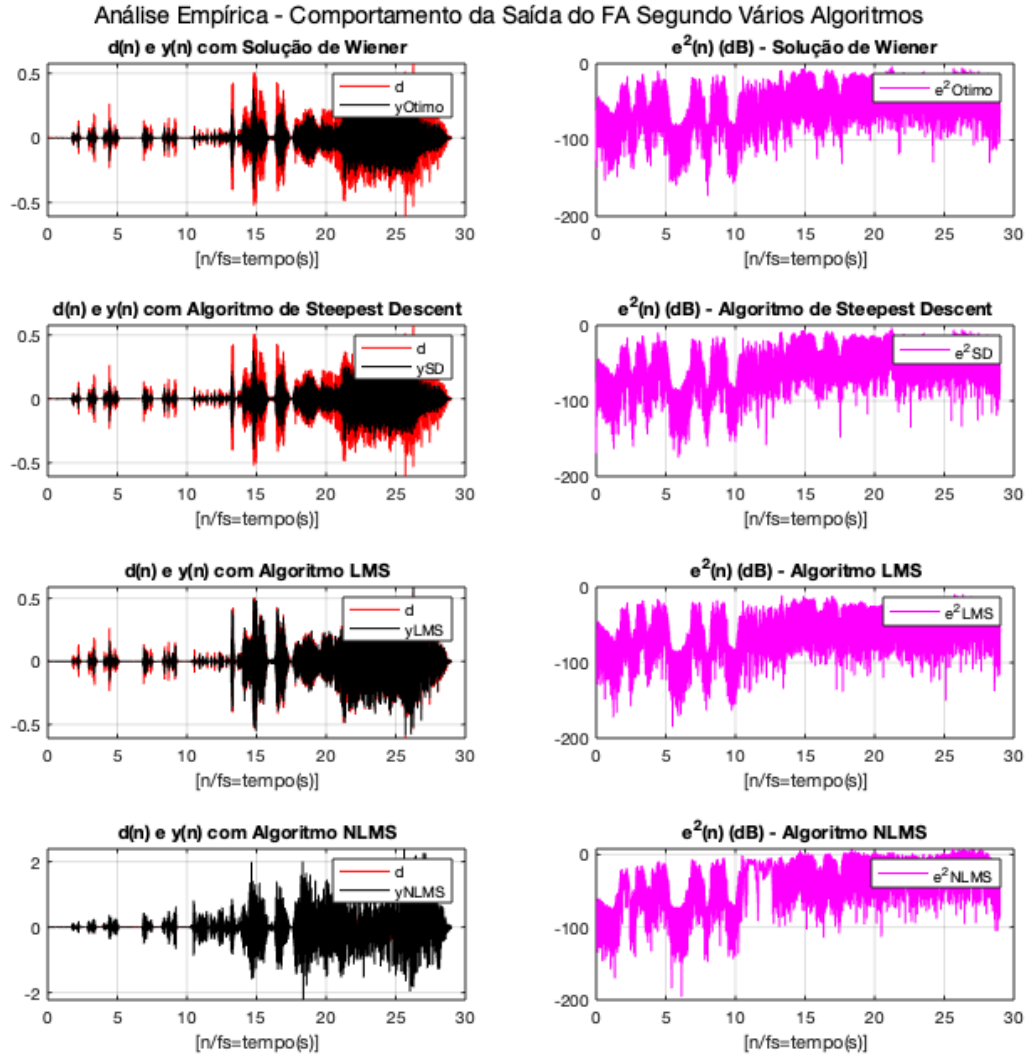 Análise Empírica - Comportamento da Saída do FA Segundo Vários Algoritmos
d(n) e y(n) com Solução de Wiener
0.5
0
-0.5
d
yOtimo
0 5 10 15 20 25 30
[n/fs=tempo(s)]
e²(n) (dB) - Solução de Wiener
0
-100
-200
e²Otimo
0 5 10 15 20 25 30
[n/fs=tempo(s)]
d(n) e y(n) com Algoritmo de Steepest Descent
0.5
0
-0.5
d
ySD
0 5 10 15 20 25 30
[n/fs=tempo(s)]
e²(n) (dB) - Algoritmo de Steepest Descent
0
-100
-200
e²SD
0 5 10 15 20 25 30
[n/fs=tempo(s)]
d(n) e y(n) com Algoritmo LMS
0.5
0
-0.5
d
yLMS
0 5 10 15 20 25 30
[n/fs=tempo(s)]
e²(n) (dB) - Algoritmo LMS
0
-100
-200
e²LMS
0 5 10 15 20 25 30
[n/fs=tempo(s)]
d(n) e y(n) com Algoritmo NLMS
2
0
-2
d
yNLMS
0 5 10 15 20 25 30
[n/fs=tempo(s)]
e²(n) (dB) - Algoritmo NLMS
0
-100
-200
e²NLMS
0 5 10 15 20 25 30
[n/fs=tempo(s)]